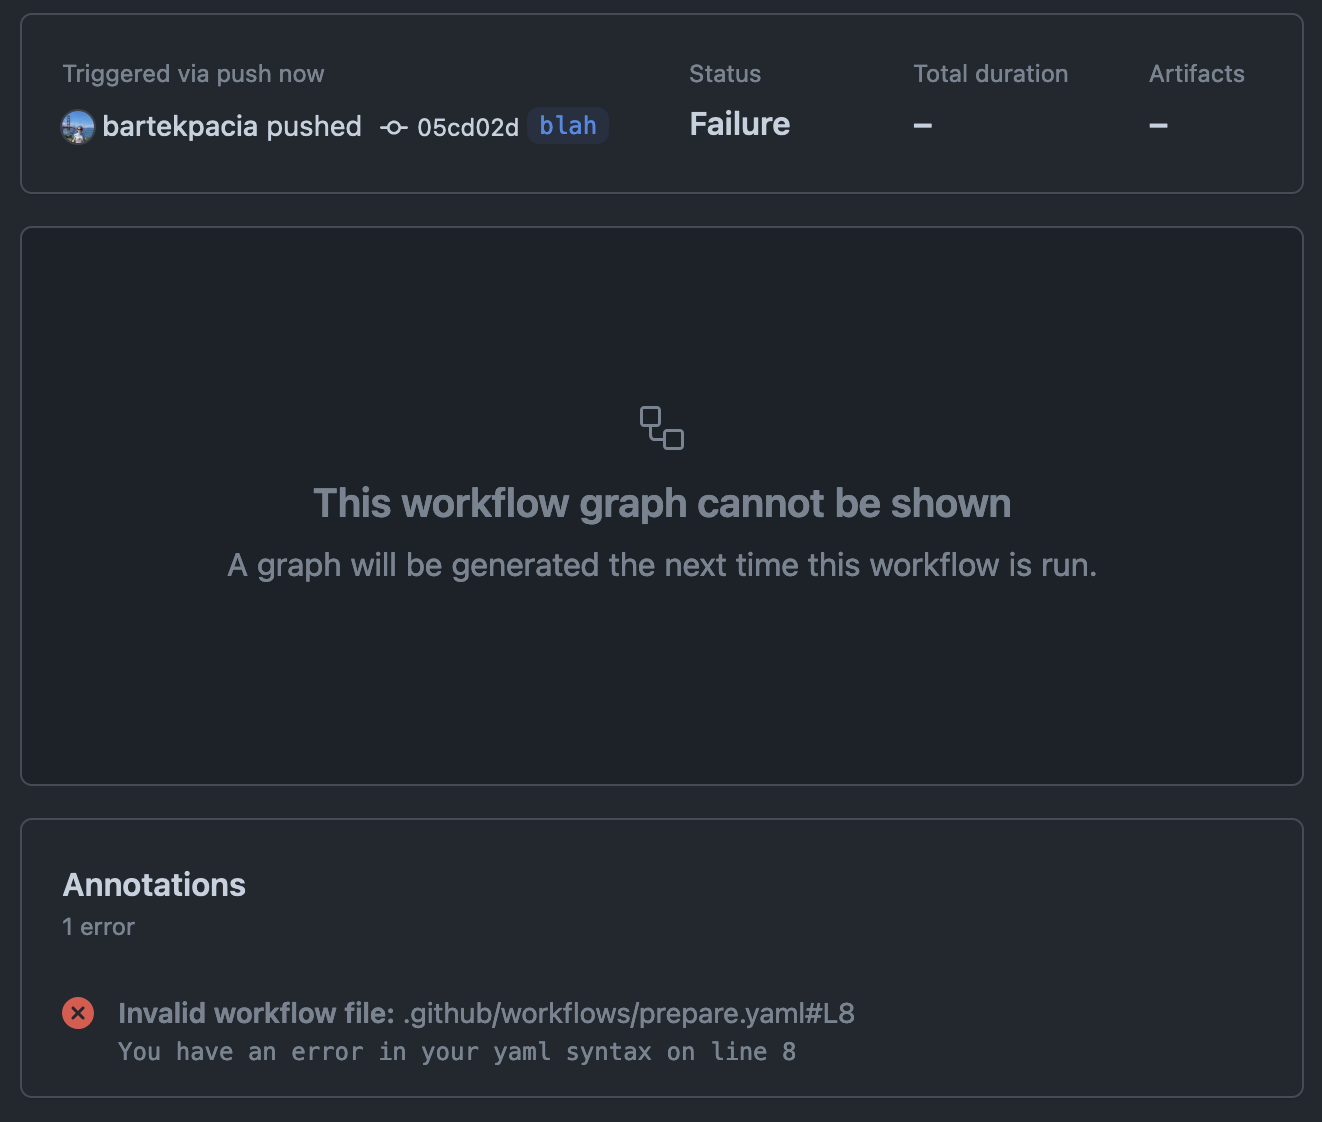 Triggered via push now
bartekpacia pushed 05cd02d blah
Status
Failure
Total duration
–
Artifacts
–
This workflow graph cannot be shown
A graph will be generated the next time this workflow is run.
Annotations
1 error
Invalid workflow file: .github/workflows/prepare.yaml#L8
You have an error in your yaml syntax on line 8